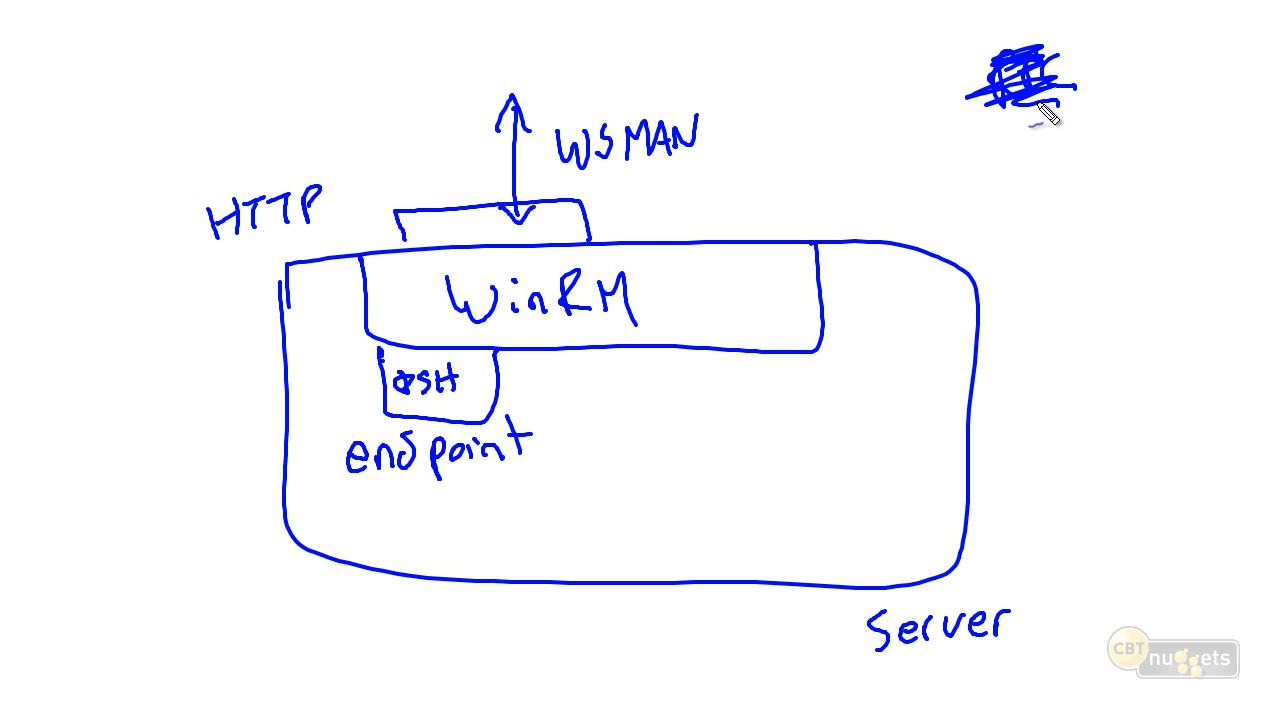 WSMAN
HTTP
WinRM
PSH
endpoint
Server
CBT
nuggets